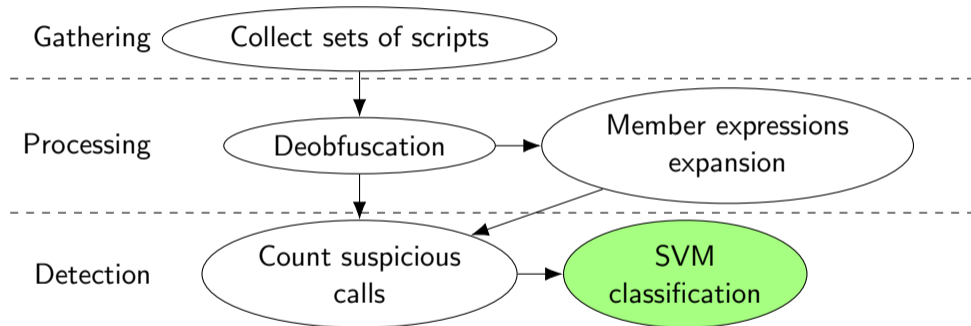 Gathering
Collect sets of scripts
Processing
Deobfuscation
Member expressions
expansion
Detection
Count suspicious
calls
SVM
classification